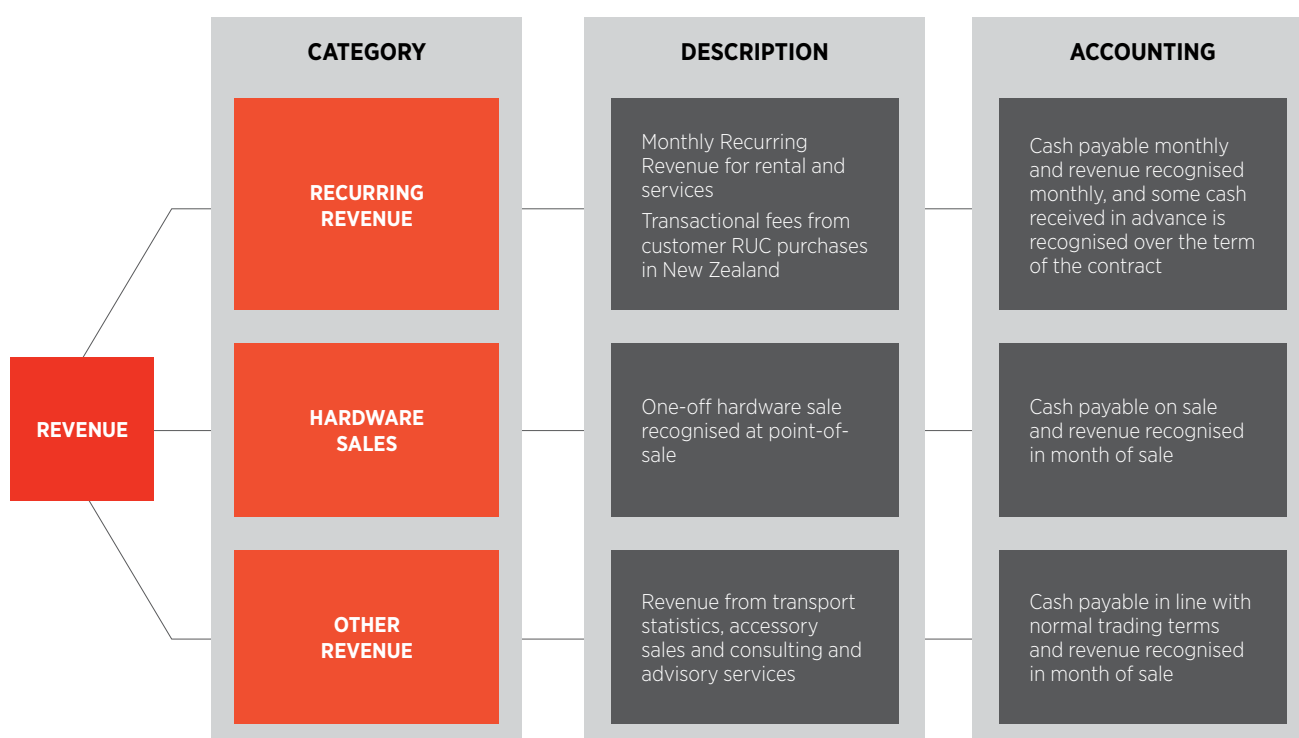 CATEGORY
DESCRIPTION
ACCOUNTING
REVENUE
RECURRING
REVENUE
Monthly Recurring
Revenue for rental and
services
Transactional fees from
customer RUC purchases
in New Zealand
Cash payable monthly
and revenue recognised
monthly, and some cash
received in advance is
recognised over the term
of the contract
HARDWARE
SALES
One-off hardware sale
recognised at point-of-
sale
Cash payable on sale
and revenue recognised
in month of sale
OTHER
REVENUE
Revenue from transport
statistics, accessory
sales and consulting and
advisory services
Cash payable in line with
normal trading terms
and revenue recognised
in month of sale